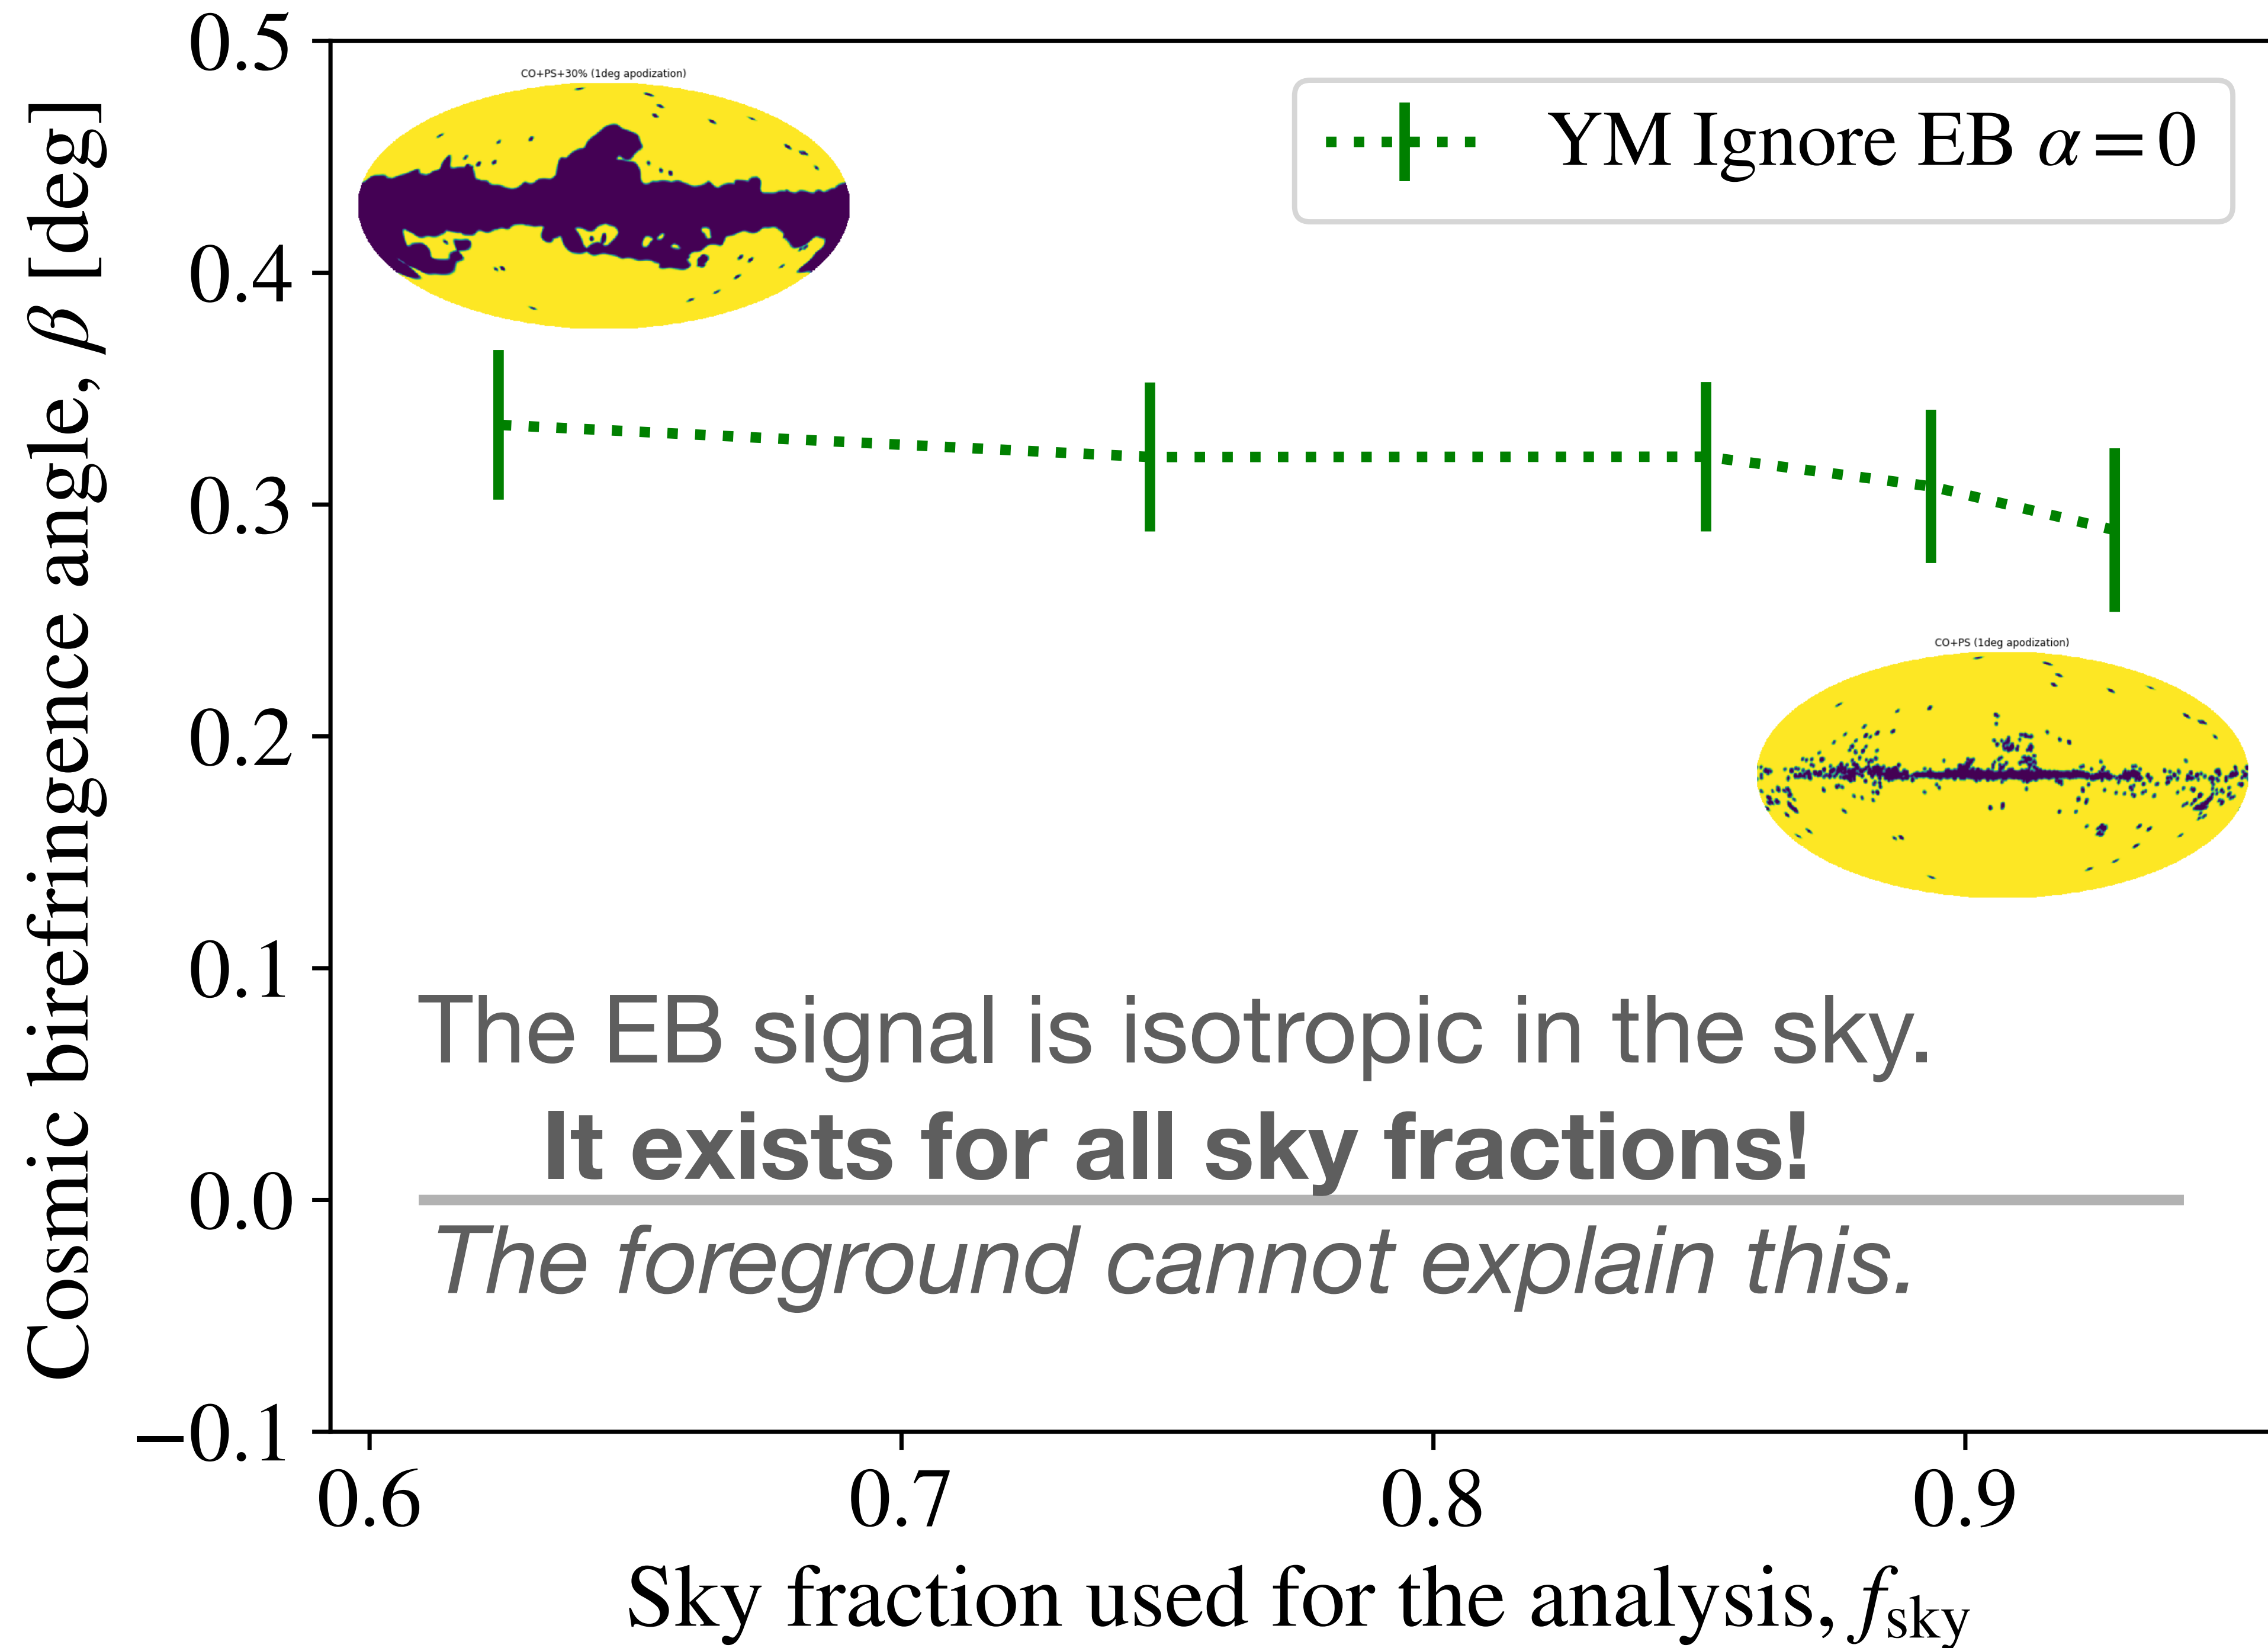 0.5
CO+PS+30% (1deg apodization)
YM Ignore EB α = 0
0.4
0.3
CO+PS (1deg apodization)
0.2
0.1
The EB signal is isotropic in the sky.
It exists for all sky fractions!
0.0
The foreground cannot explain this.
−0.1
0.6 0.7 0.8 0.9
Sky fraction used for the analysis, fsky
Cosmic birefringence angle, β [deg]